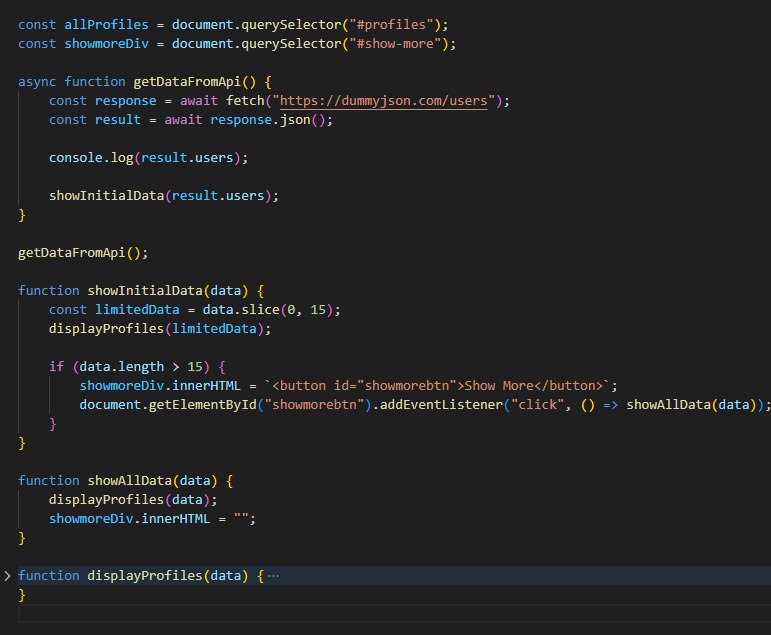 const allProfiles = document.querySelector("#profiles");
const showmoreDiv = document.querySelector("#show-more");
async function getDataFromApi() {
const response = await fetch("https://dummyjson.com/users");
const result = await response.json();
console.log(result.users);
showInitialData(result.users);
}
getDataFromApi();
function showInitialData(data) {
const limitedData = data.slice(0, 15);
displayProfiles(limitedData);
if (data.length > 15) {
showmoreDiv.innerHTML = `<button id="showmorebtn">Show More</button>`;
document.getElementById("showmorebtn").addEventListener("click", () => showAllData(data));
}
}
function showAllData(data) {
displayProfiles(data);
showmoreDiv.innerHTML = "";
}
function displayProfiles(data) {···
}